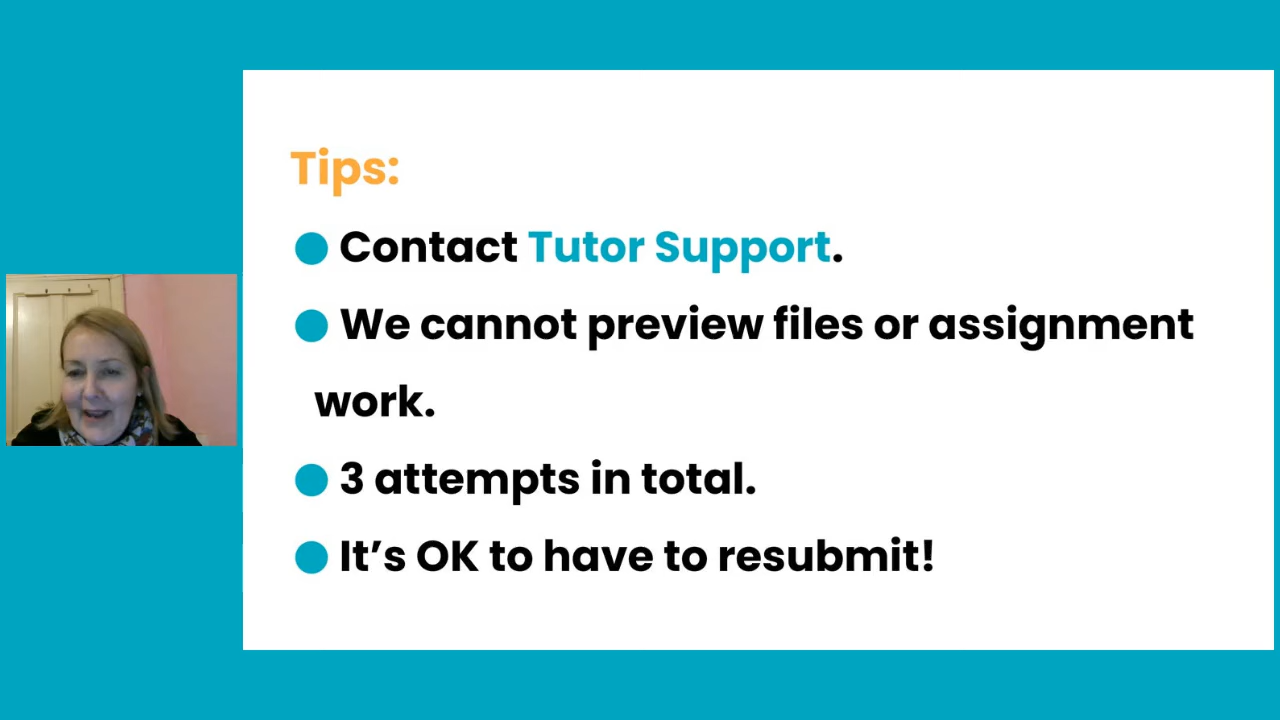 Tips:
● Contact Tutor Support.
● We cannot preview files or assignment
work.
● 3 attempts in total.
● It’s OK to have to resubmit!